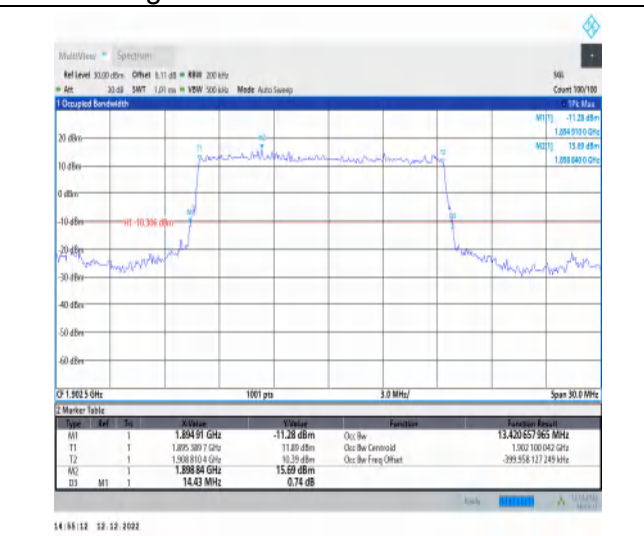 MultiView Spectrum
Ref Level 30.00 dBm Offset 8.11 dB RBW 200 kHz SGL
Att 30 dB SWT 1.01 ms VBW 500 kHz Mode Auto Sweep Count 100/100
1 Occupied Bandwidth 1Pk Max
M1[1] -11.28 dBm
1.894 910 0 GHz
M2[1] 15.69 dBm
1.898 840 0 GHz
20 dBm
10 dBm
0 dBm
-10 dBm
H1 -10.306 dBm
-20 dBm
-30 dBm
-40 dBm
-50 dBm
-60 dBm
CF 1.902 5 GHz 1001 pts 3.0 MHz/ Span 30.0 MHz
2 Marker Table
Type Ref Trc X-Value Y-Value Function Function Result
M1 1 1.894 91 GHz -11.28 dBm Occ Bw 13.420 657 965 MHz
T1 1 1.895 389 7 GHz 11.89 dBm Occ Bw Centroid 1.902 100 042 GHz
T2 1 1.908 810 4 GHz 10.39 dBm Occ Bw Freq Offset -399.958 127 249 kHz
M2 1 1.898 84 GHz 15.69 dBm
D3 M1 1 14.43 MHz 0.74 dB
Ready
14:55:12 12.12.2022